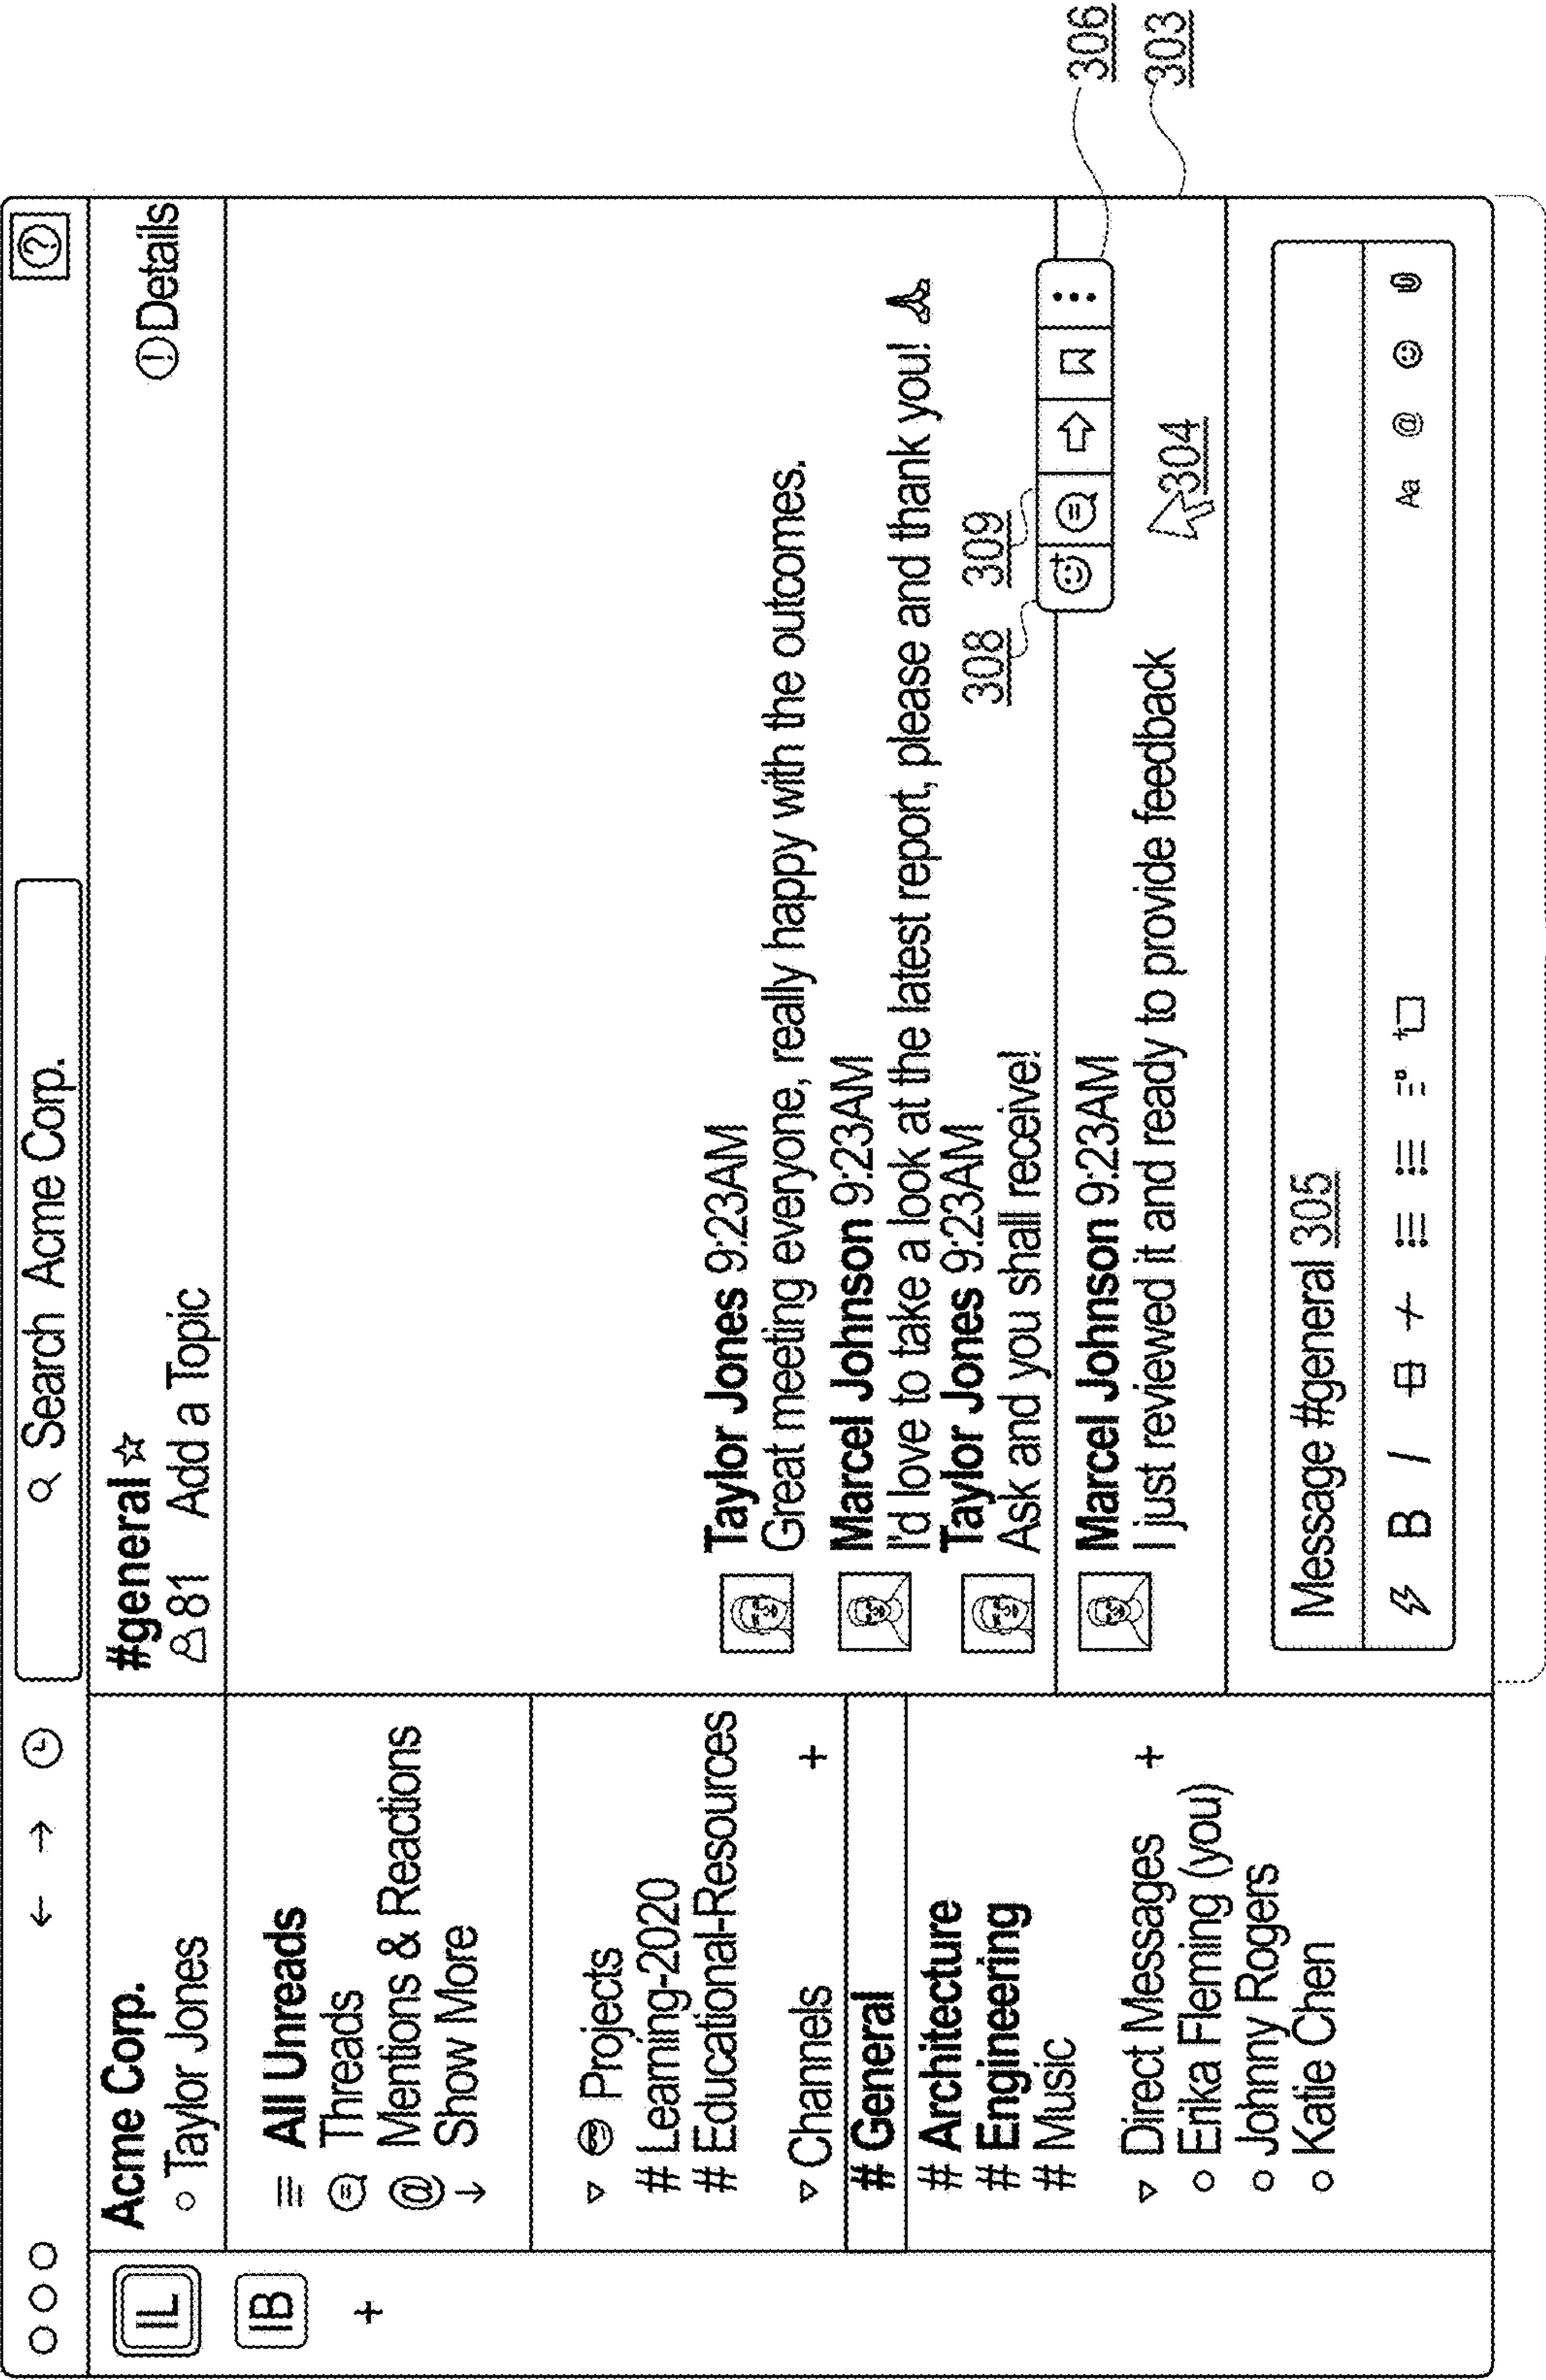 Search Acme Corp.
Acme Corp.
Taylor Jones
IL
IB
+
All Unreads
Threads
@ Mentions & Reactions
Show More
Projects
# Learning-2020
# Educational-Resources
Channels +
# General
# Architecture
# Engineering
# Music
Direct Messages +
Erika Fleming (you)
Johnny Rogers
Katie Chen
#general
81 Add a Topic
Details
Taylor Jones 9:23AM
Great meeting everyone, really happy with the outcomes.
Marcel Johnson 9:23AM
I'd love to take a look at the latest report, please and thank you!
Taylor Jones 9:23AM
Ask and you shall receive!
308 309
306
Marcel Johnson 9:23AM
I just reviewed it and ready to provide feedback
304
303
Message #general 305
B I Aa @